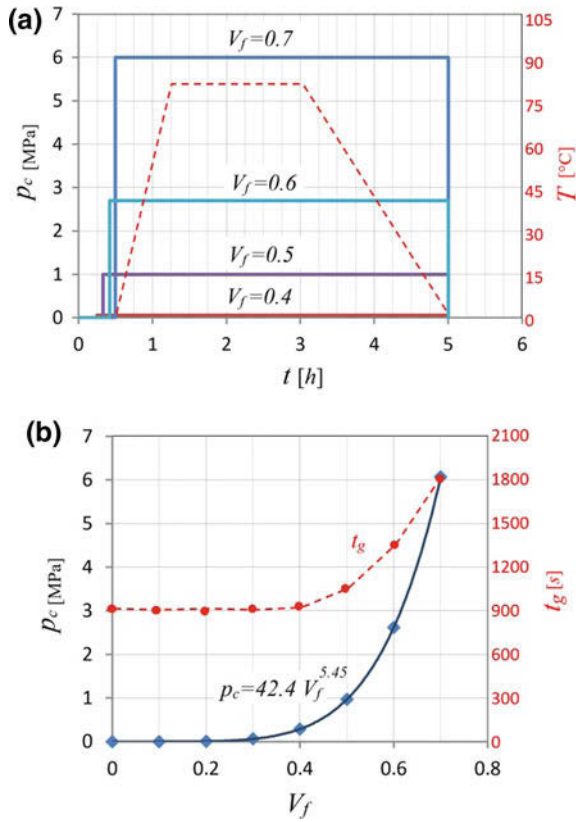 (a)
7
6
5
4
3
2
1
0
p_c [MPa]
V_f=0.7
V_f=0.6
V_f=0.5
V_f=0.4
105
90
75
60
45
30
15
0
T [°C]
0 1 2 3 4 5 6
t [h]
(b)
7
6
5
4
3
2
1
0
p_c [MPa]
t_g
p_c=42.4 V_f^5.45
2100
1800
1500
1200
900
600
300
0
t_g [s]
0 0.2 0.4 0.6 0.8
V_f